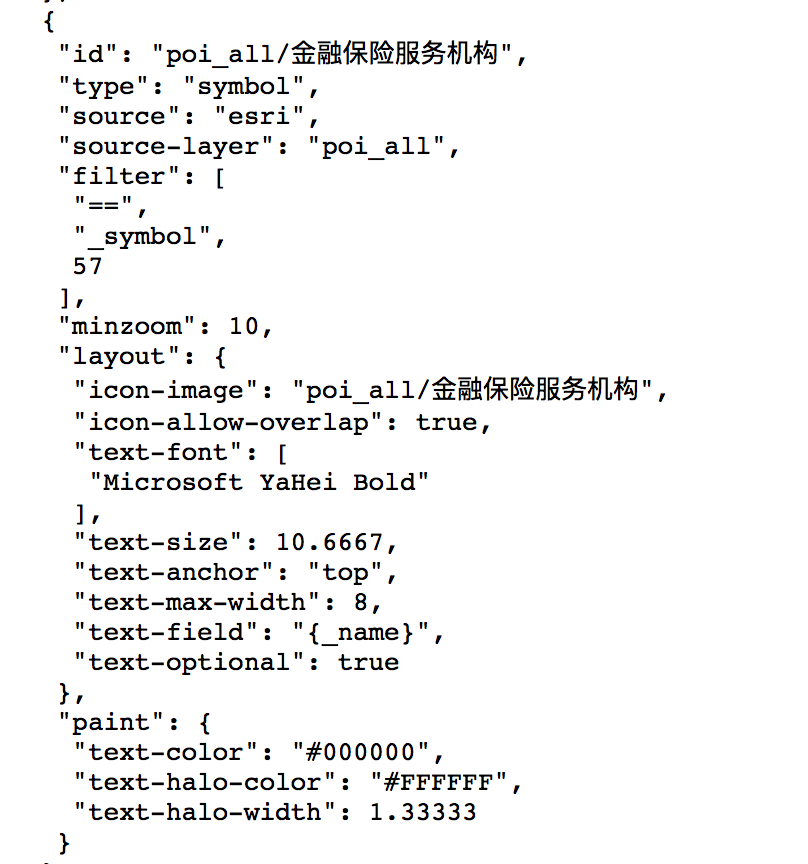 {
"id": "poi_all/金融保险服务机构",
"type": "symbol",
"source": "esri",
"source-layer": "poi_all",
"filter": [
"==",
"_symbol",
57
],
"minzoom": 10,
"layout": {
"icon-image": "poi_all/金融保险服务机构",
"icon-allow-overlap": true,
"text-font": [
"Microsoft YaHei Bold"
],
"text-size": 10.6667,
"text-anchor": "top",
"text-max-width": 8,
"text-field": "{_name}",
"text-optional": true
},
"paint": {
"text-color": "#000000",
"text-halo-color": "#FFFFFF",
"text-halo-width": 1.33333
}